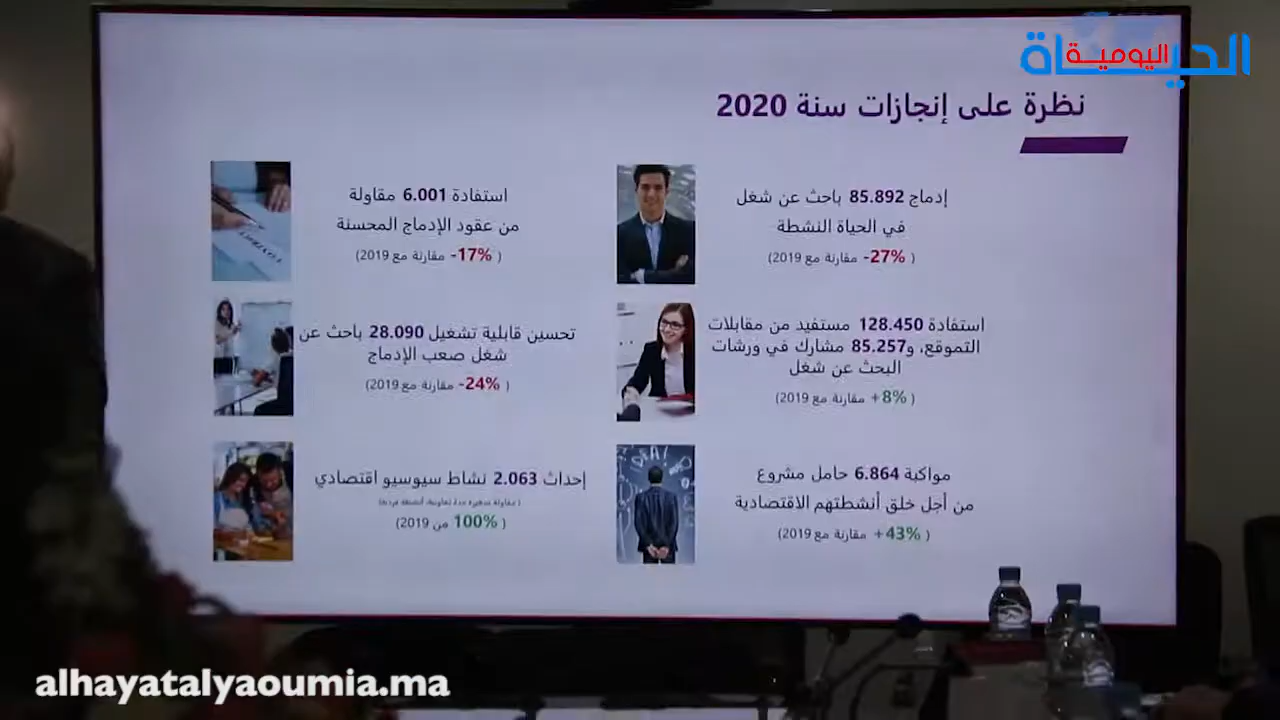 الحياة
اليومية
نظرة على إنجازات سنة 2020
إدماج 85.892 باحث عن شغل
في الحياة النشطة
(27%- مقارنة مع 2019)
استفادة 6.001 مقاولة
من عقود الإدماج المحسنة
(17%- مقارنة مع 2019)
استفادة 128.450 مستفيد من مقابلات
التموقع، و85.257 مشارك في ورشات
البحث عن شغل
(8%+ مقارنة مع 2019)
تحسين قابلية تشغيل 28.090 باحث عن
شغل صعب الإدماج
(24%- مقارنة مع 2019)
مواكبة 6.864 حامل مشروع
من أجل خلق أنشطتهم الاقتصادية
(43%+ مقارنة مع 2019)
إحداث 2.063 نشاط سيوسيو اقتصادي
(100% من 2019)
alhayatalyaoumia.ma